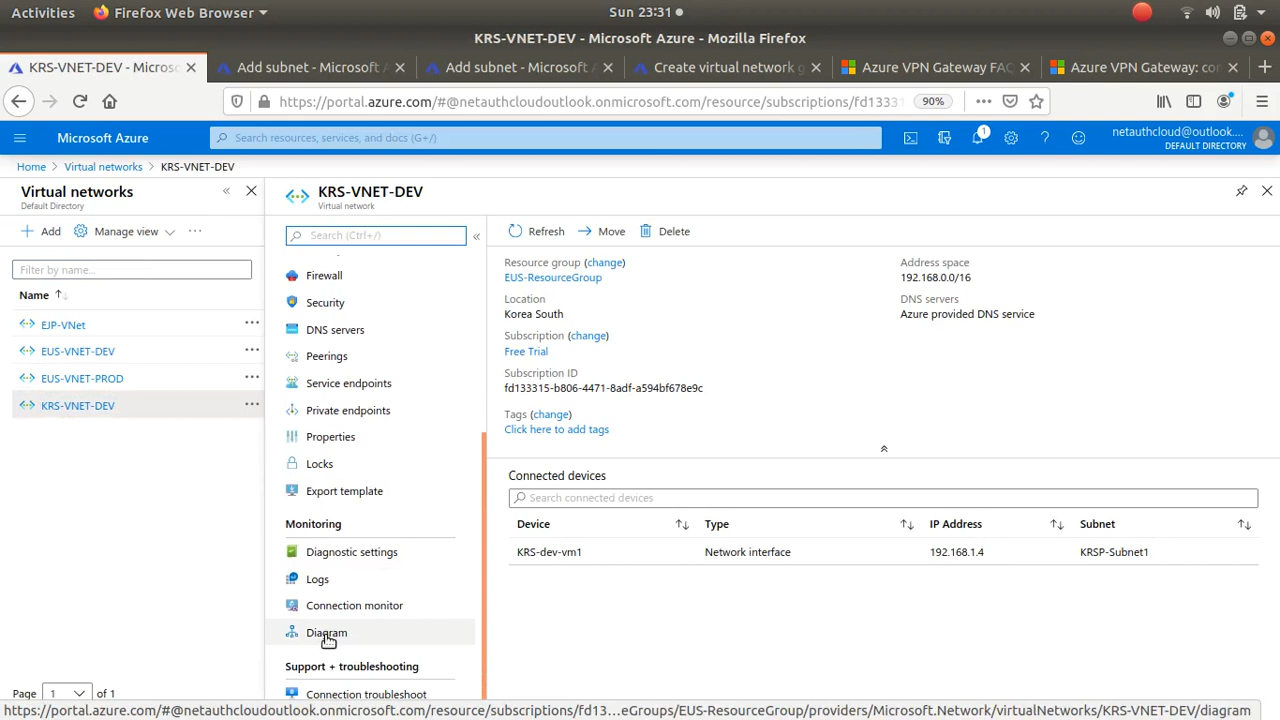 Activities Firefox Web Browser Sun 23:31
KRS-VNET-DEV - Microsoft Azure - Mozilla Firefox
KRS-VNET-DEV - Micros Add subnet - Microsoft A Add subnet - Microsoft A Create virtual network g Azure VPN Gateway FAQ Azure VPN Gateway: co
https://portal.azure.com/#@netauthcloudoutlook.onmicrosoft.com/resource/subscriptions/fd1333 90%
Microsoft Azure Search resources, services, and docs (G+/) 1 netauthcloud@outlook....
DEFAULT DIRECTORY
Home > Virtual networks > KRS-VNET-DEV
Virtual networks
Default Directory
Add Manage view
Filter by name...
Name
EJP-VNet
EUS-VNET-DEV
EUS-VNET-PROD
KRS-VNET-DEV
Page 1 of 1
KRS-VNET-DEV
Virtual network
Search (Ctrl+/)
Firewall
Security
DNS servers
Peerings
Service endpoints
Private endpoints
Properties
Locks
Export template
Monitoring
Diagnostic settings
Logs
Connection monitor
Diagram
Support + troubleshooting
Connection troubleshoot
Refresh Move Delete
Resource group (change)
EUS-ResourceGroup
Location
Korea South
Subscription (change)
Free Trial
Subscription ID
fd133315-b806-4471-8adf-a594bf678e9c
Tags (change)
Click here to add tags
Address space
192.168.0.0/16
DNS servers
Azure provided DNS service
Connected devices
Search connected devices
Device Type IP Address Subnet
KRS-dev-vm1 Network interface 192.168.1.4 KRSP-Subnet1
https://portal.azure.com/#@netauthcloudoutlook.onmicrosoft.com/resource/subscriptions/fd13…eGroups/EUS-ResourceGroup/providers/Microsoft.Network/virtualNetworks/KRS-VNET-DEV/diagram